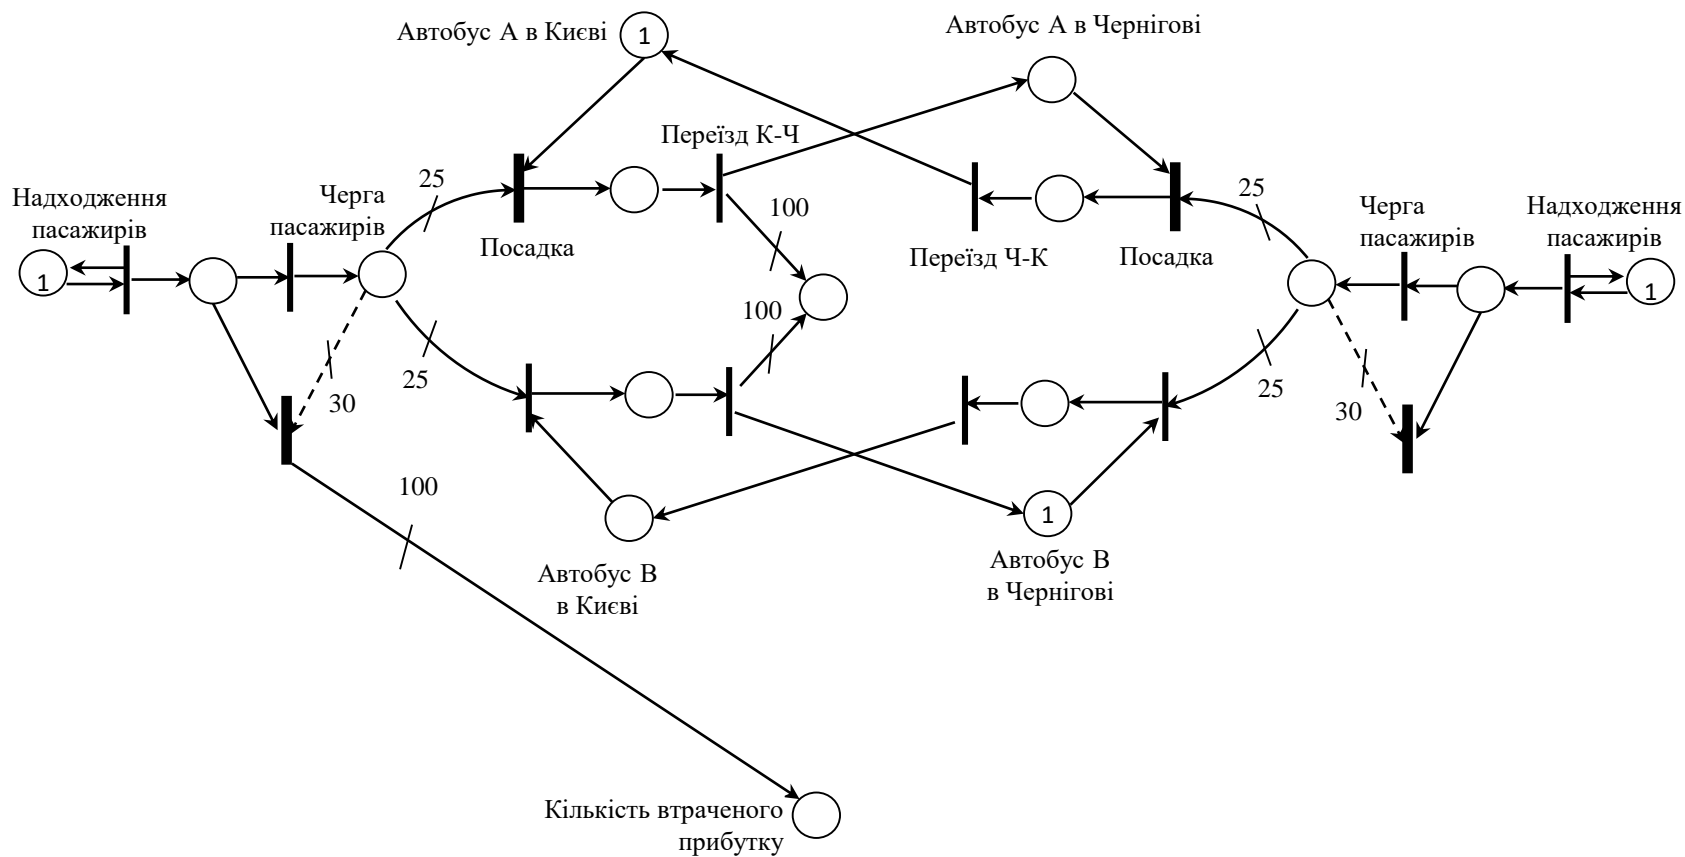 Автобус А в Києві
1
Автобус А в Чернігові
Переїзд К-Ч
25
Черга
пасажирів
Надходження
пасажирів
1
Посадка
100
25
Переїзд Ч-К
Посадка
Черга
пасажирів
Надходження
пасажирів
1
100
25
30
25
30
100
1
Автобус В
в Києві
Автобус В
в Чернігові
Кількість втраченого
прибутку